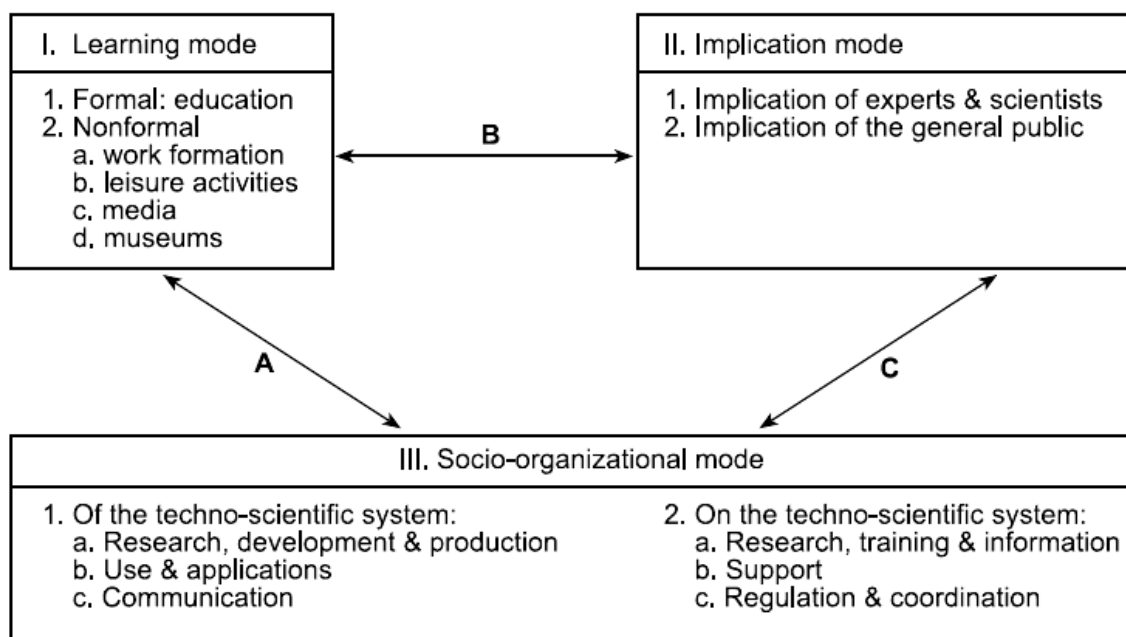 I. Learning mode
1. Formal: education
2. Nonformal
a. work formation
b. leisure activities
c. media
d. museums
B
II. Implication mode
1. Implication of experts & scientists
2. Implication of the general public
A
C
III. Socio-organizational mode
1. Of the techno-scientific system:
a. Research, development & production
b. Use & applications
c. Communication
2. On the techno-scientific system:
a. Research, training & information
b. Support
c. Regulation & coordination